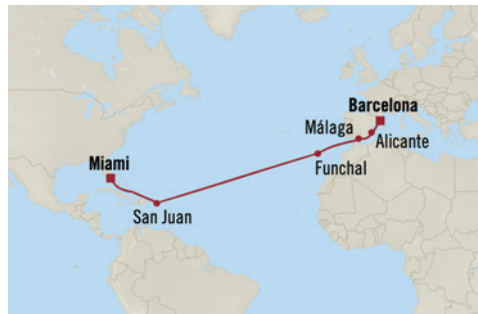 Barcelona
Málaga
Alicante
Miami
Funchal
San Juan